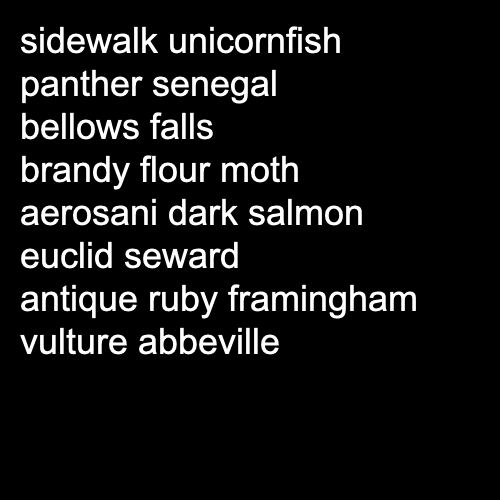 sidewalk unicornfish
panther senegal
bellows falls
brandy flour moth
aerosani dark salmon
euclid seward
antique ruby framingham
vulture abbeville